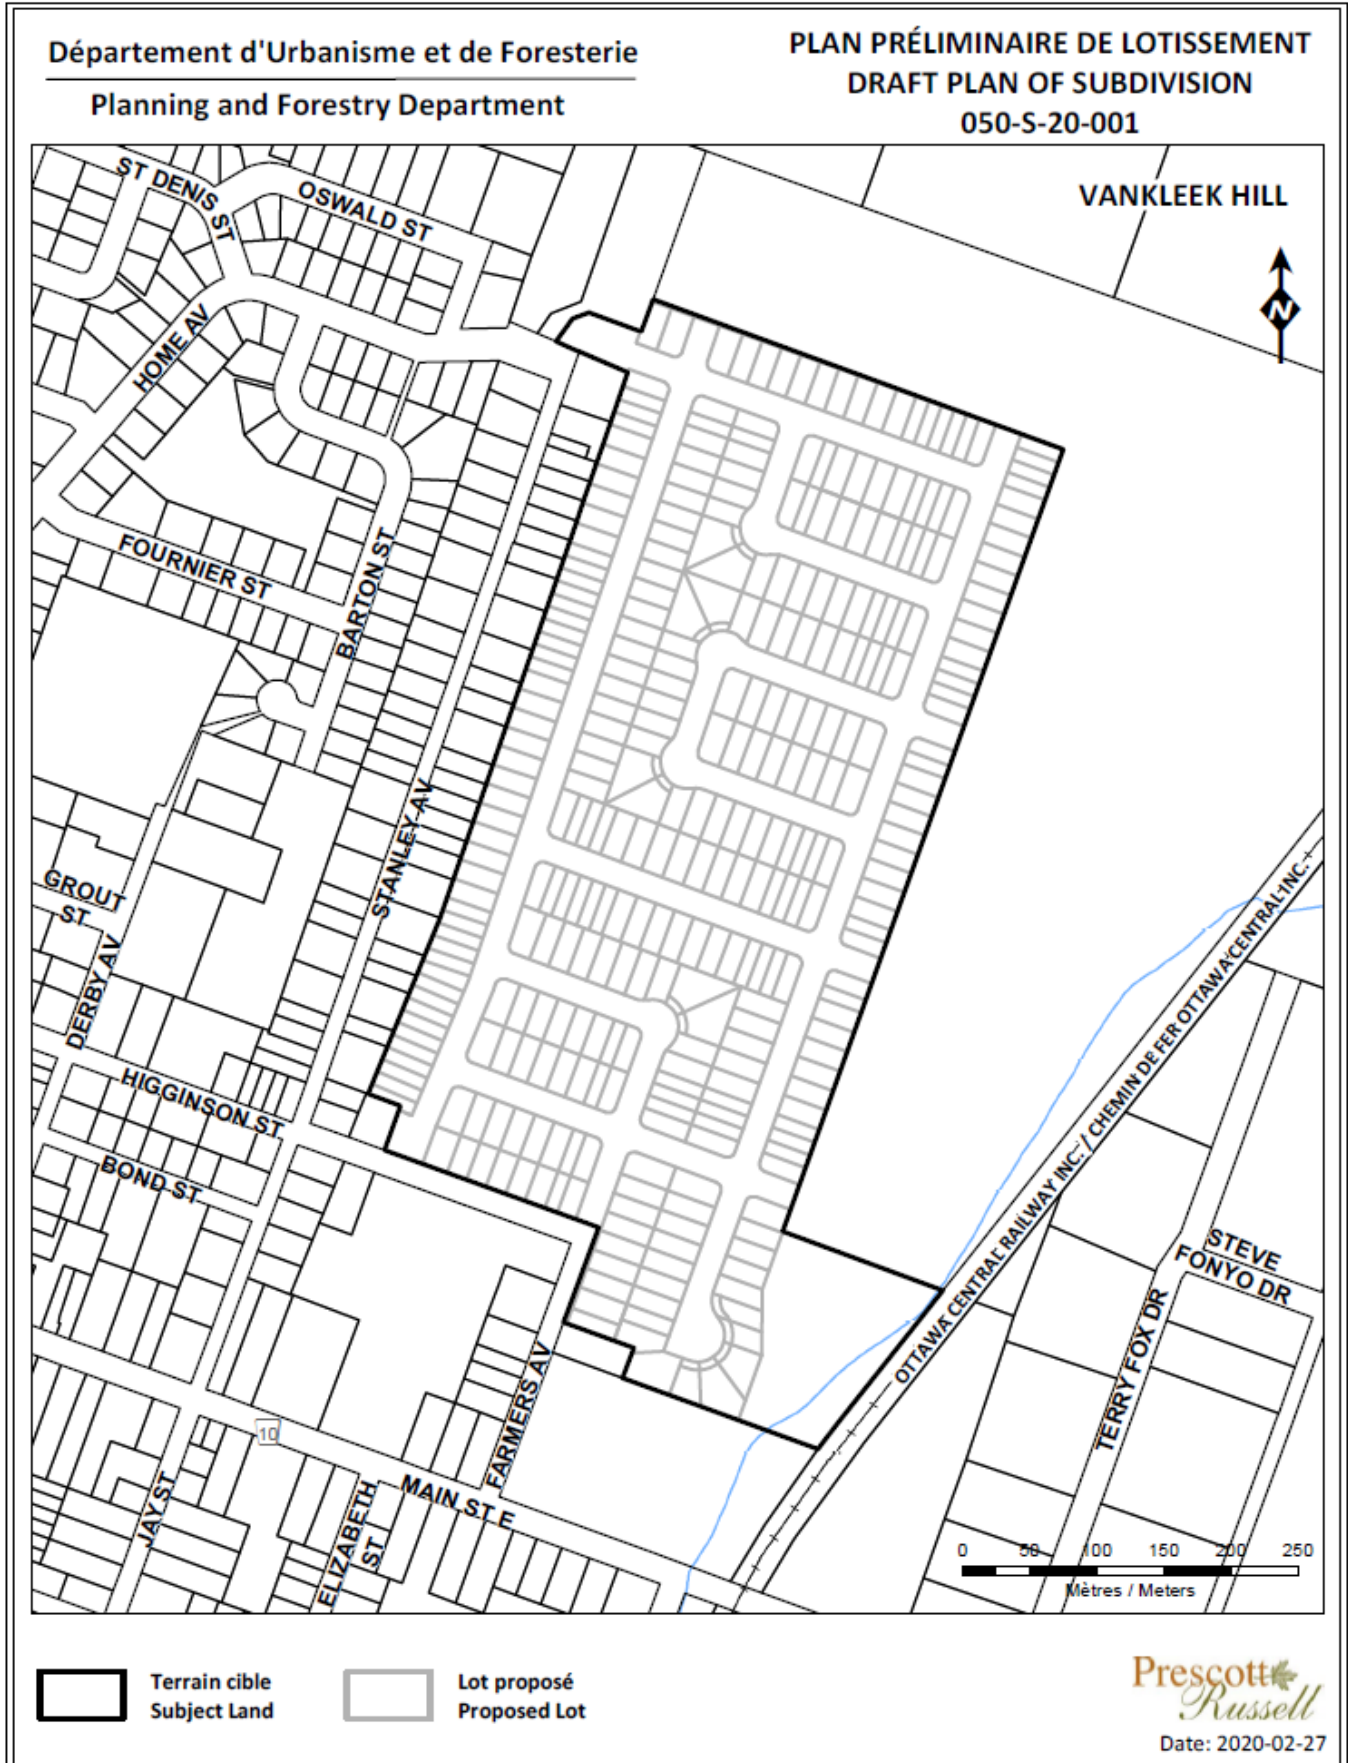 Département d'Urbanisme et de Foresterie
Planning and Forestry Department
PLAN PRÉLIMINAIRE DE LOTISSEMENT
DRAFT PLAN OF SUBDIVISION
050-S-20-001
VANKLEEK HILL
ST DENIS ST
OSWALD ST
N
HOME AV
FOURNIER ST
BARTON ST
STANLEY AV
GROUT
ST
DERBY AV
HIGGINSON ST
BOND ST
OTTAWA CENTRAL RAILWAY INC. / CHEMIN DE FER OTTAWA CENTRAL INC.
STEVE
FONYO DR
TERRY FOX DR
FARMERS AV
10
MAIN ST E
JAY ST
ELIZABETH
ST
0 50 100 150 200 250
Mètres / Meters
Terrain cible
Subject Land
Lot proposé
Proposed Lot
Prescott
Russell
Date: 2020-02-27